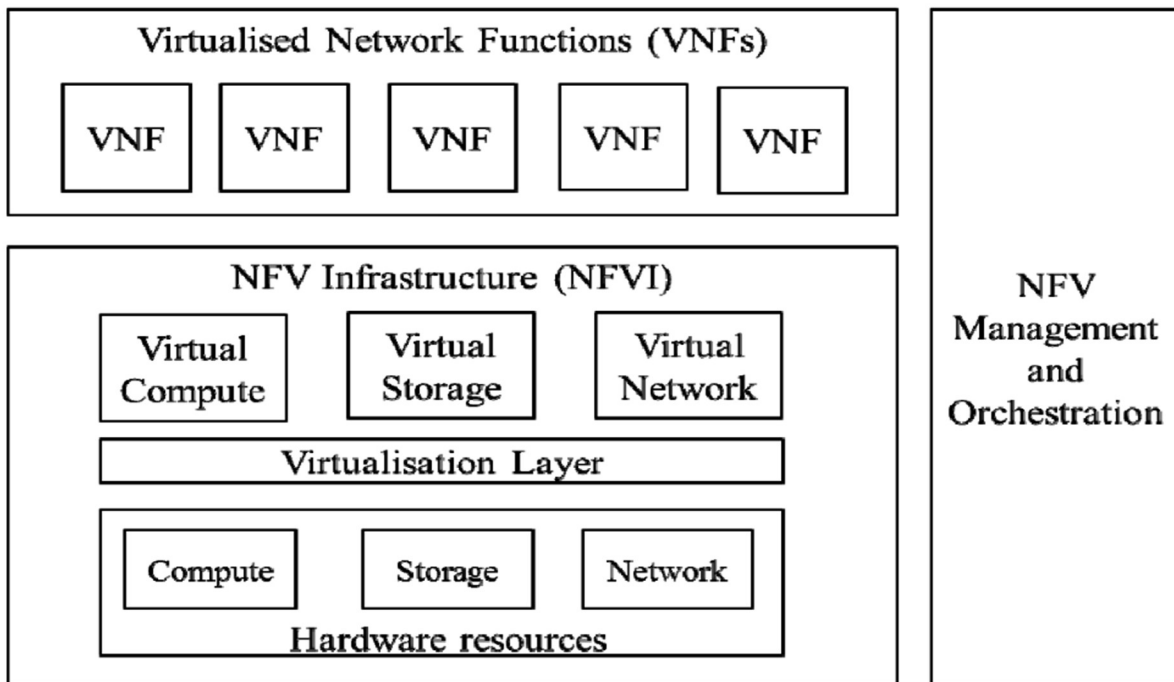 Virtualised Network Functions (VNFs)
VNF
VNF
VNF
VNF
VNF
NFV Infrastructure (NFVI)
Virtual
Compute
Virtual
Storage
Virtual
Network
Virtualisation Layer
Compute
Storage
Network
Hardware resources
NFV
Management
and
Orchestration